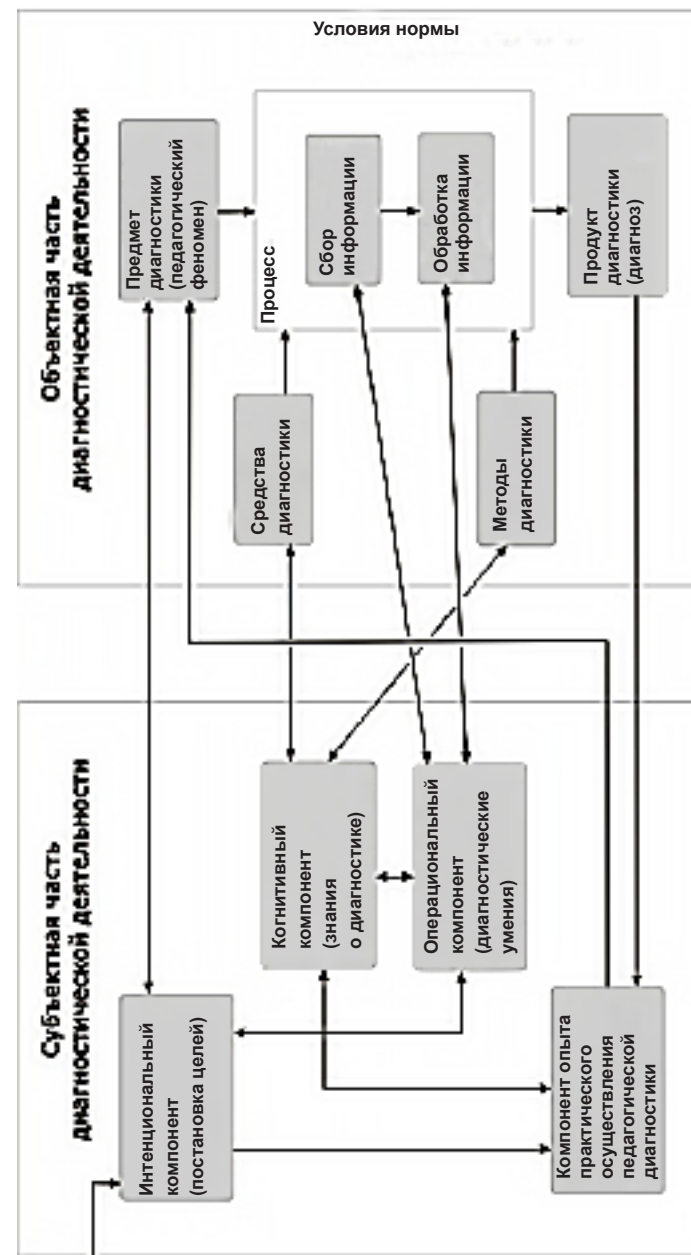 Условия нормы
Субъектная часть
диагностической деятельности
Интенциональный
компонент
(постановка целей)
Когнитивный
компонент
(знания
о диагностике)
Операциональный
компонент
(диагностические
умения)
Компонент опыта
практического
осуществления
педагогической
диагностики
Объектная часть
диагностической деятельности
Предмет
диагностики
(педагогический
феномен)
Средства
диагностики
Процесс
Сбор
информации
Обработка
информации
Методы
диагностики
Продукт
диагностики
(диагноз)